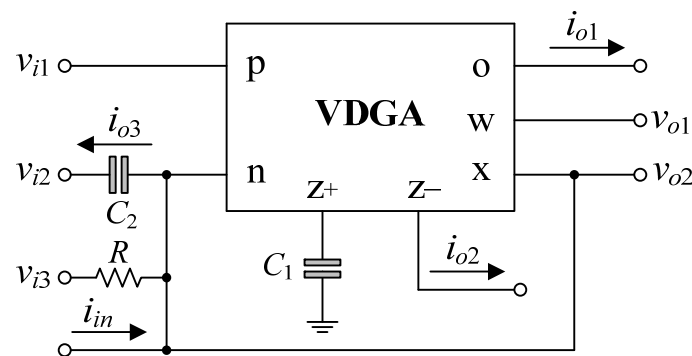 i_{o1}
v_{i1} p o
VDGA
w v_{o1}
i_{o3}
v_{i2} n x v_{o2}
C_2 z+ z−
R C_1 i_{o2}
v_{i3}
i_{in}